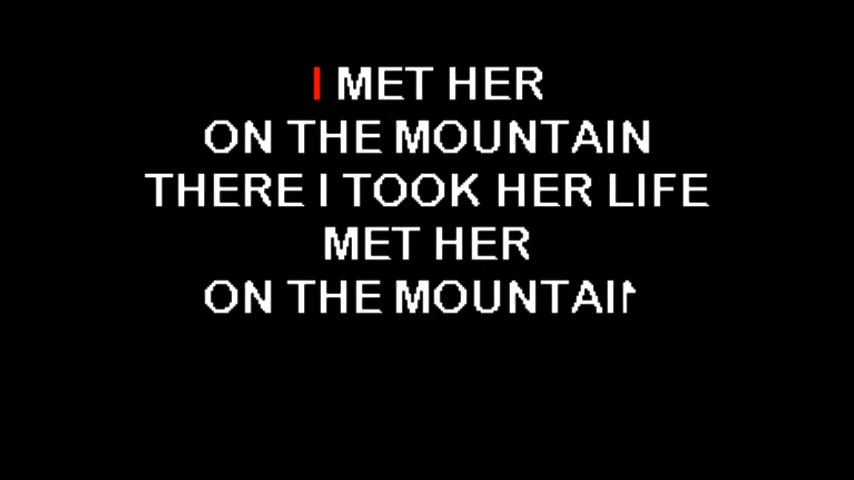 I MET HER
ON THE MOUNTAIN
THERE I TOOK HER LIFE
MET HER
ON THE MOUNTAIN